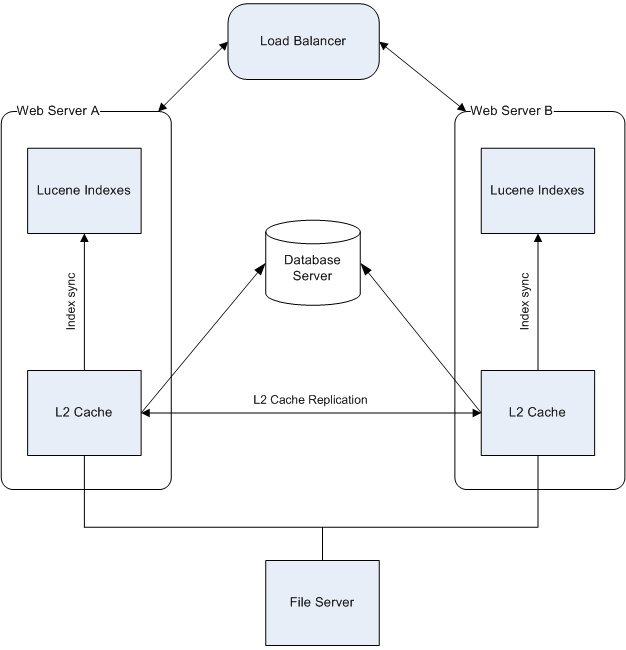 Load Balancer
Web Server A
Web Server B
Lucene Indexes
Lucene Indexes
Database
Server
Index sync
Index sync
L2 Cache
L2 Cache Replication
L2 Cache
File Server